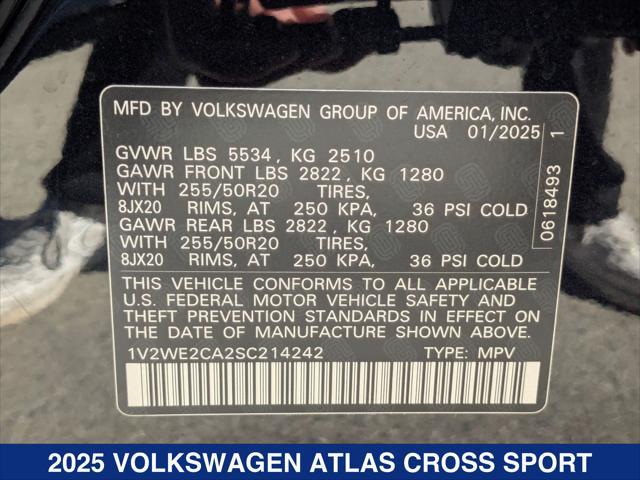 MFD BY VOLKSWAGEN GROUP OF AMERICA, INC.
USA 01/2025
GVWR LBS 5534 , KG 2510
GAWR FRONT LBS 2822 , KG 1280
WITH 255/50R20 TIRES,
8JX20 RIMS, AT 250 KPA, 36 PSI COLD
GAWR REAR LBS 2822 , KG 1280
WITH 255/50R20 TIRES,
8JX20 RIMS, AT 250 KPA, 36 PSI COLD
THIS VEHICLE CONFORMS TO ALL APPLICABLE
U.S. FEDERAL MOTOR VEHICLE SAFETY AND
THEFT PREVENTION STANDARDS IN EFFECT ON
THE DATE OF MANUFACTURE SHOWN ABOVE.
1V2WE2CA2SC214242 TYPE: MPV
0618493 1
2025 VOLKSWAGEN ATLAS CROSS SPORT